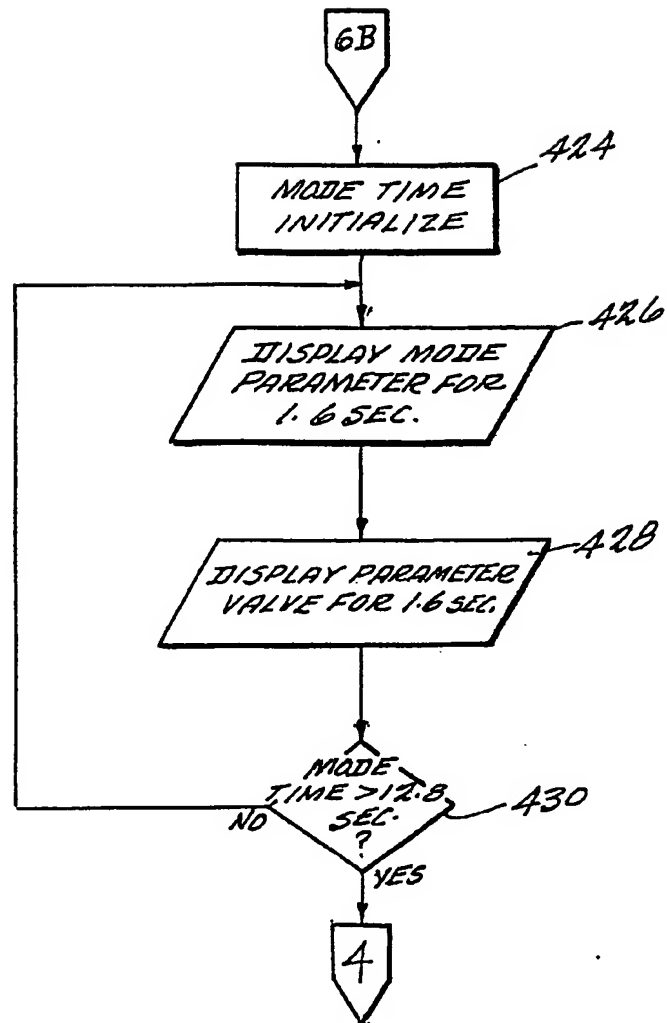 6B
424
MODE TIME
INITIALIZE
426
DISPLAY MODE
PARAMETER FOR
1.6 SEC.
428
DISPLAY PARAMETER
VALVE FOR 1.6 SEC.
MODE
TIME >12.8
SEC.
?
430
NO
YES
4